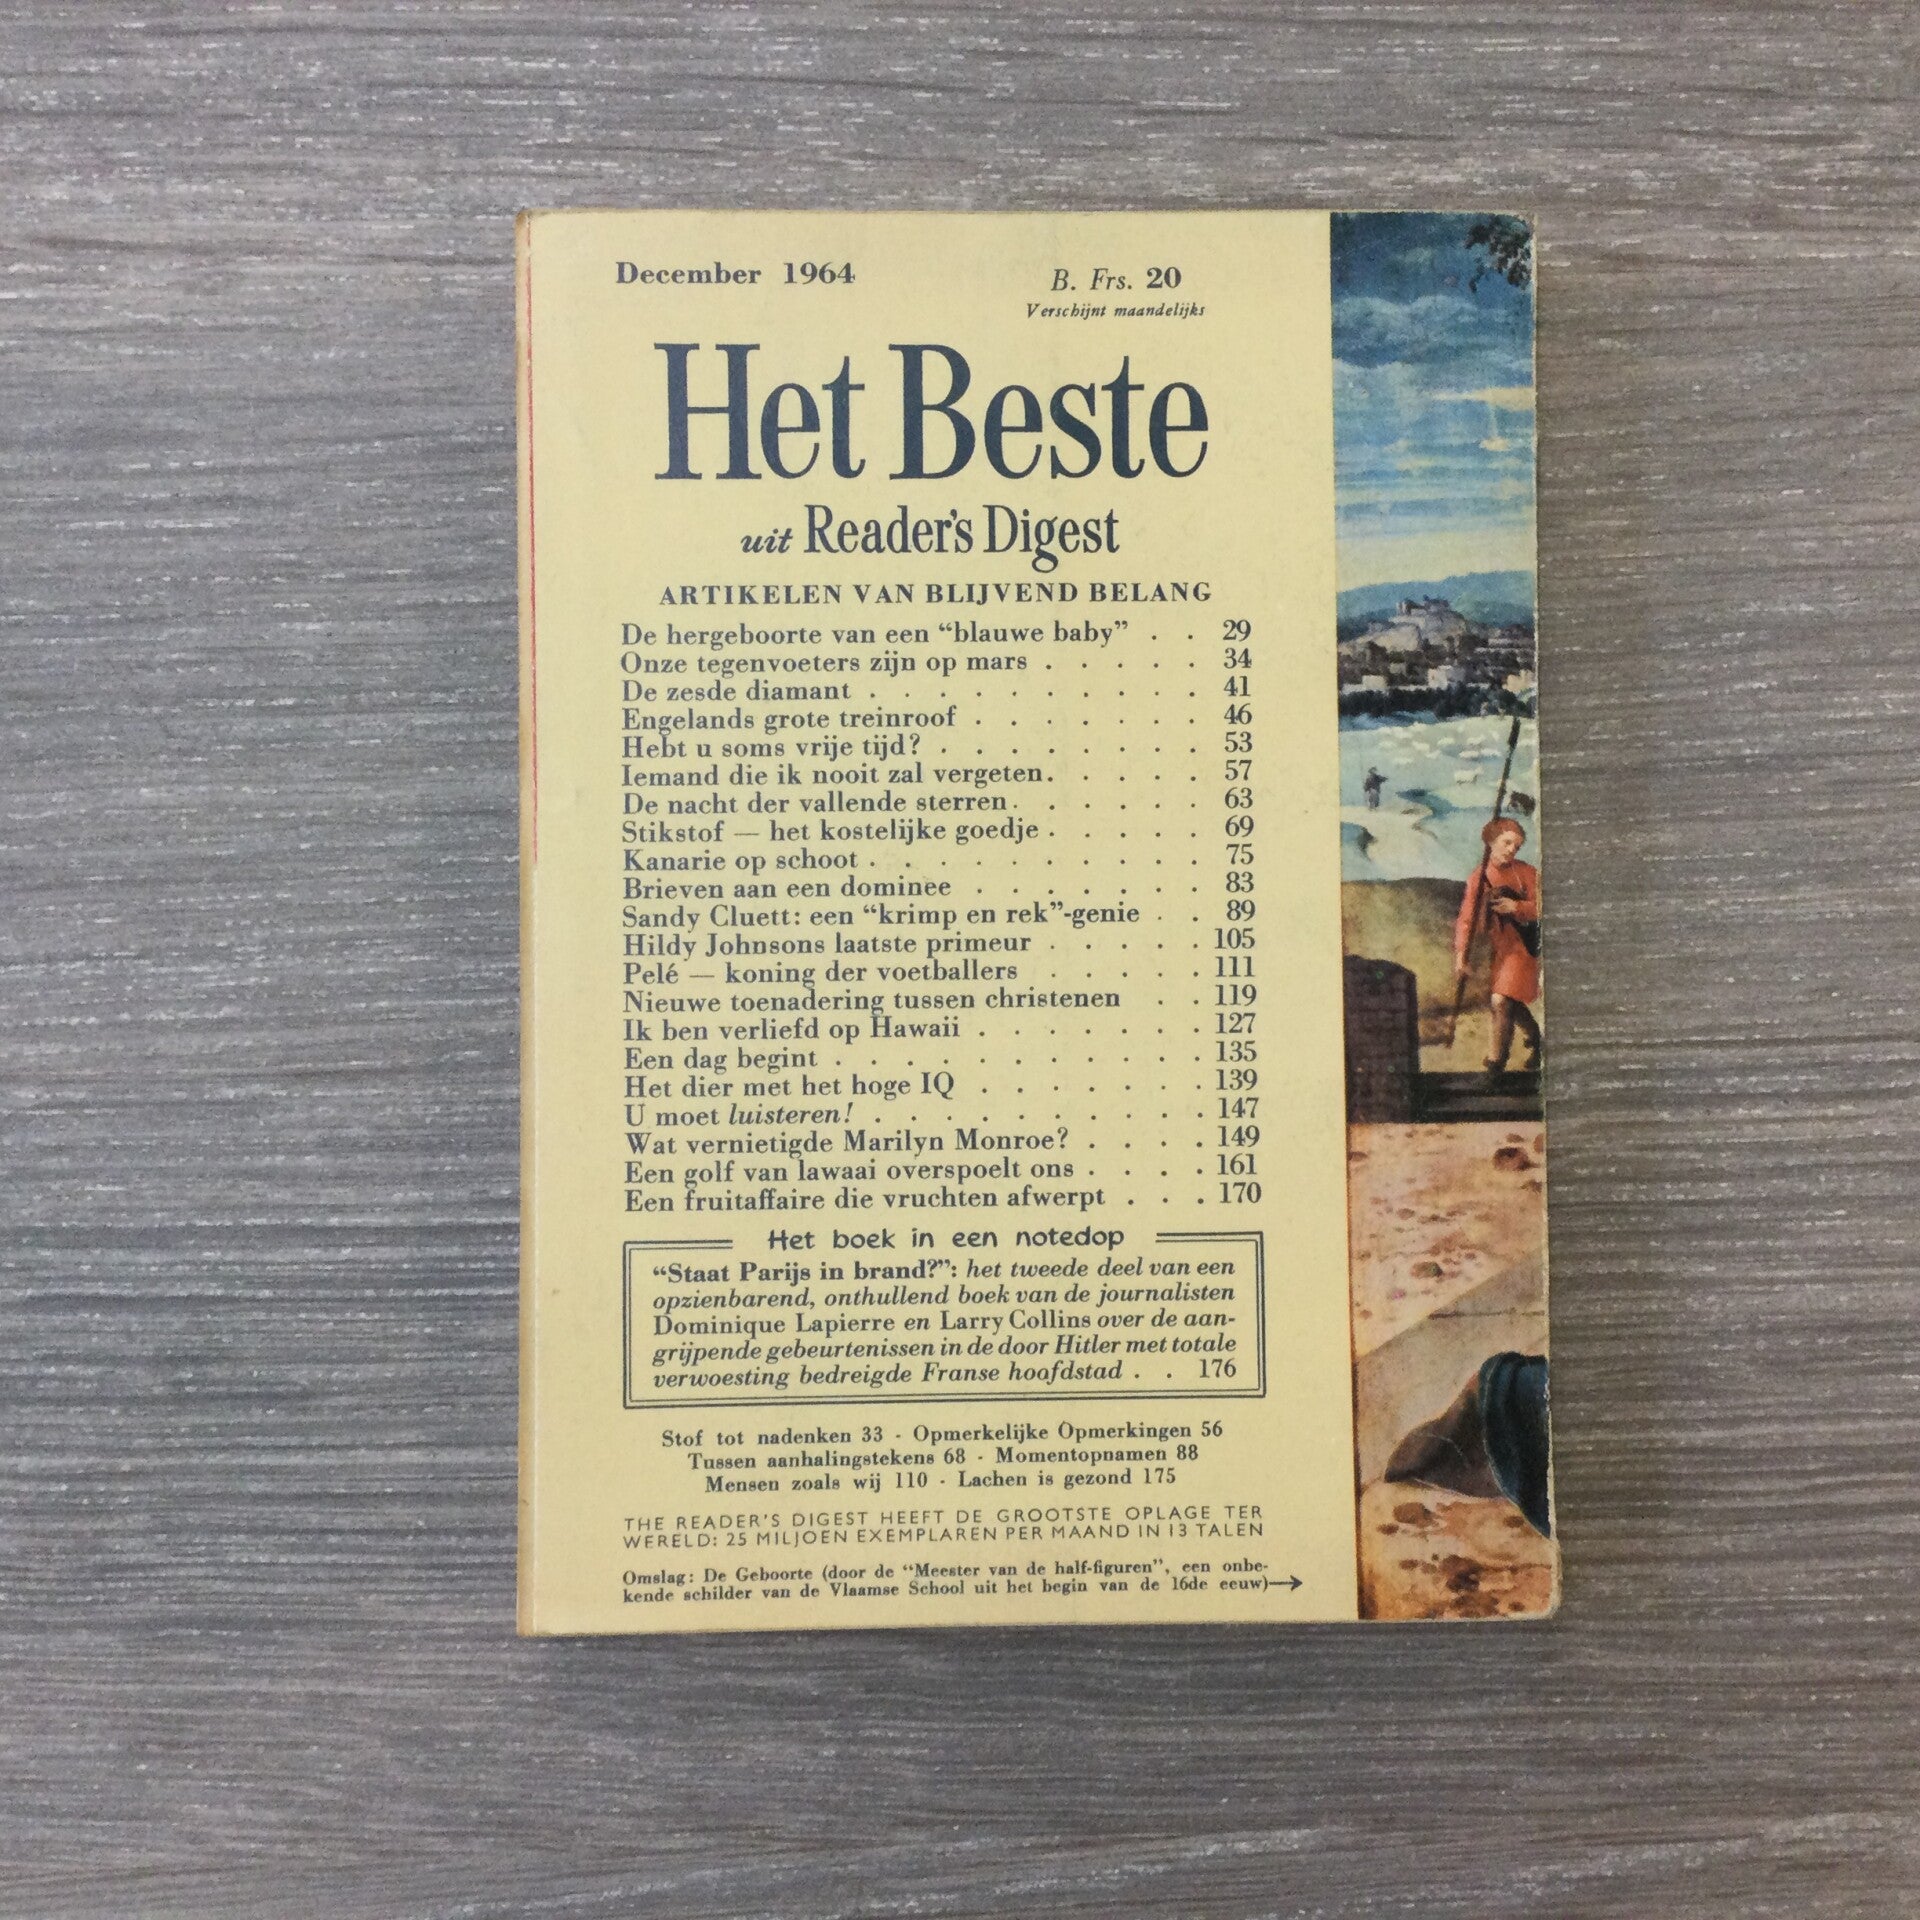 December 1964
B. Frs. 20
Verschijnt maandelijks
Het Beste
uit Reader's Digest
ARTIKELEN VAN BLIJVEND BELANG
De hergeboorte van een “blauwe baby” . . 29
Onze tegenvoeters zijn op mars . . . . . 34
De zesde diamant . . . . . . . . . . 41
Engelands grote treinroof . . . . . . . 46
Hebt u soms vrije tijd? . . . . . . . . 53
Iemand die ik nooit zal vergeten . . . . . 57
De nacht der vallende sterren . . . . . . 63
Stikstof — het kostelijke goedje . . . . . 69
Kanarie op schoot . . . . . . . . . . 75
Brieven aan een dominee . . . . . . . 83
Sandy Cluett: een “krimp en rek”-genie . . 89
Hildy Johnsons laatste primeur . . . . . 105
Pelé — koning der voetballers . . . . . 111
Nieuwe toenadering tussen christenen . . 119
Ik ben verliefd op Hawaii . . . . . . . 127
Een dag begint . . . . . . . . . . . 135
Het dier met het hoge IQ . . . . . . . 139
U moet luisteren! . . . . . . . . . . 147
Wat vernietigde Marilyn Monroe? . . . . 149
Een golf van lawaai overspoelt ons . . . . 161
Een fruitaffaire die vruchten afwerpt . . . 170
Het boek in een notedop
“Staat Parijs in brand?”: het tweede deel van een
opzienbarend, onthullend boek van de journalisten
Dominique Lapierre en Larry Collins over de aan-
grijpende gebeurtenissen in de door Hitler met totale
verwoesting bedreigde Franse hoofdstad . . 176
Stof tot nadenken 33 - Opmerkelijke Opmerkingen 56
Tussen aanhalingstekens 68 - Momentopnamen 88
Mensen zoals wij 110 - Lachen is gezond 175
THE READER'S DIGEST HEEFT DE GROOTSTE OPLAGE TER
WERELD: 25 MILJOEN EXEMPLAREN PER MAAND IN 13 TALEN
Omslag: De Geboorte (door de “Meester van de half-figuren”, een onbe-
kende schilder van de Vlaamse School uit het begin van de 16de eeuw)→